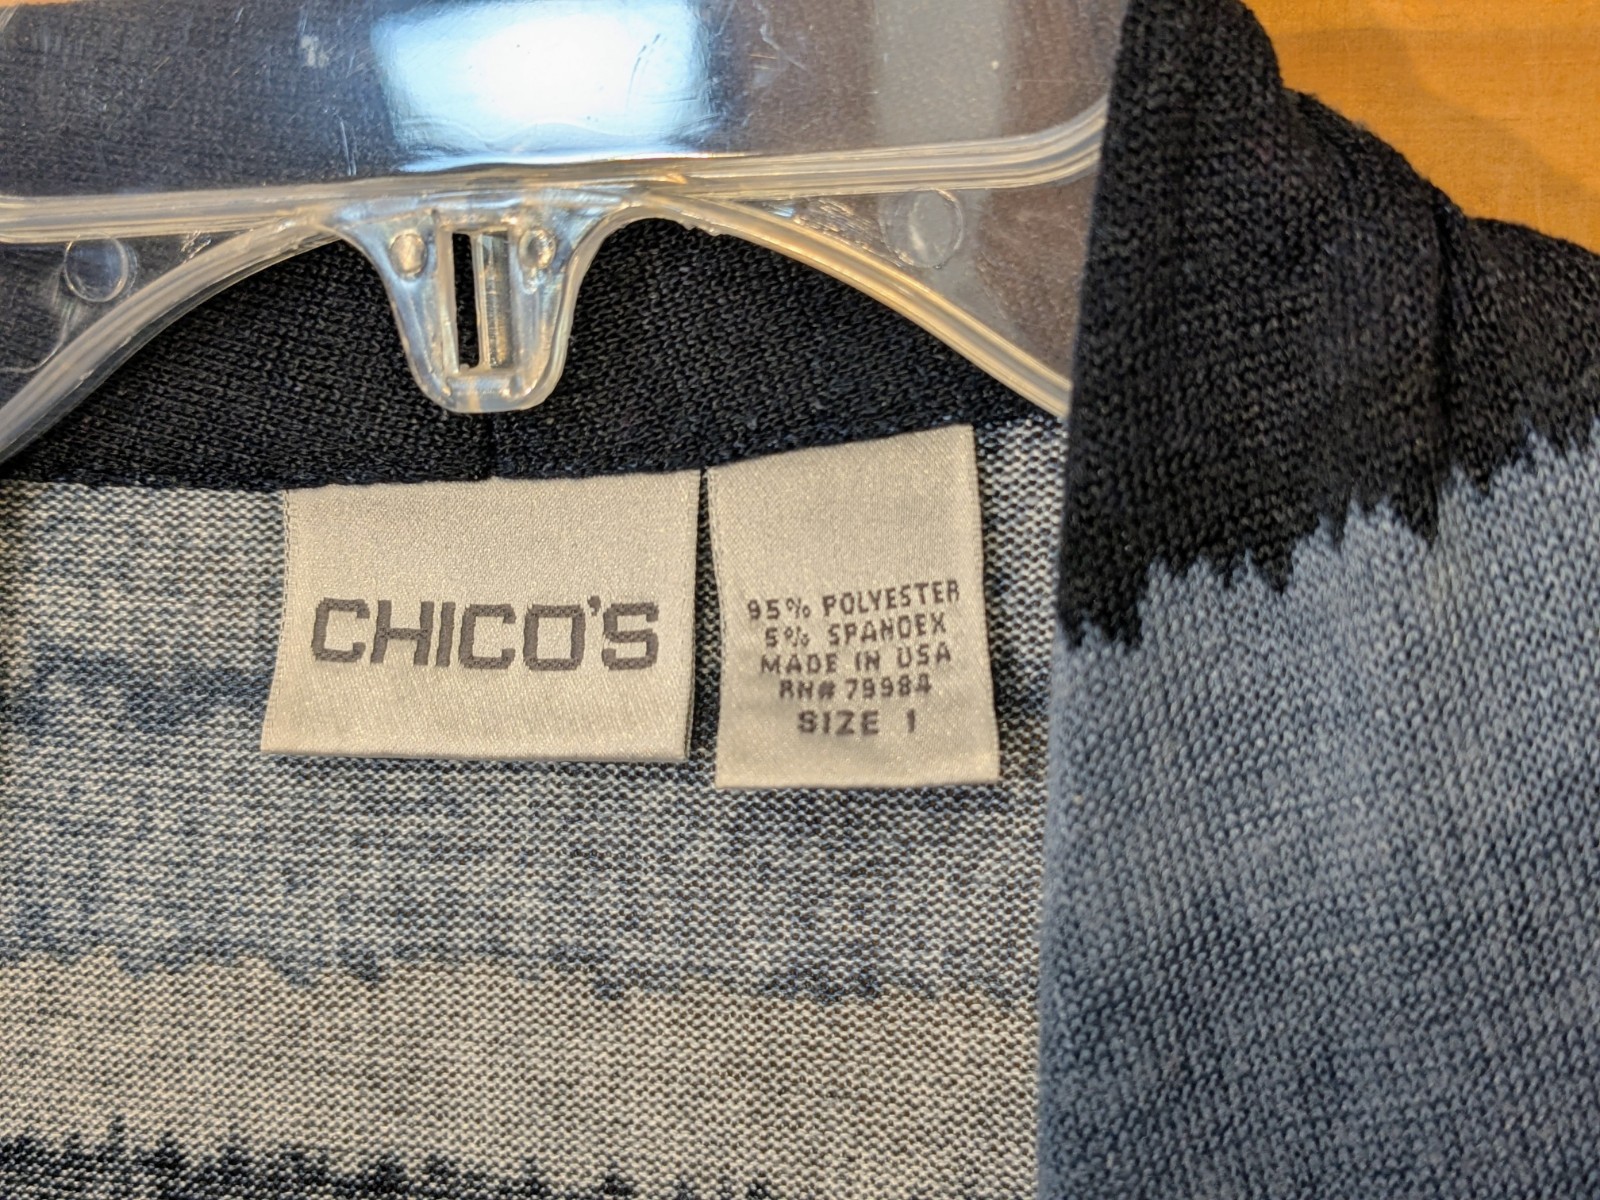 CHICO'S
95% POLYESTER
5% SPANDEX
MADE IN USA
RN# 79984
SIZE 1